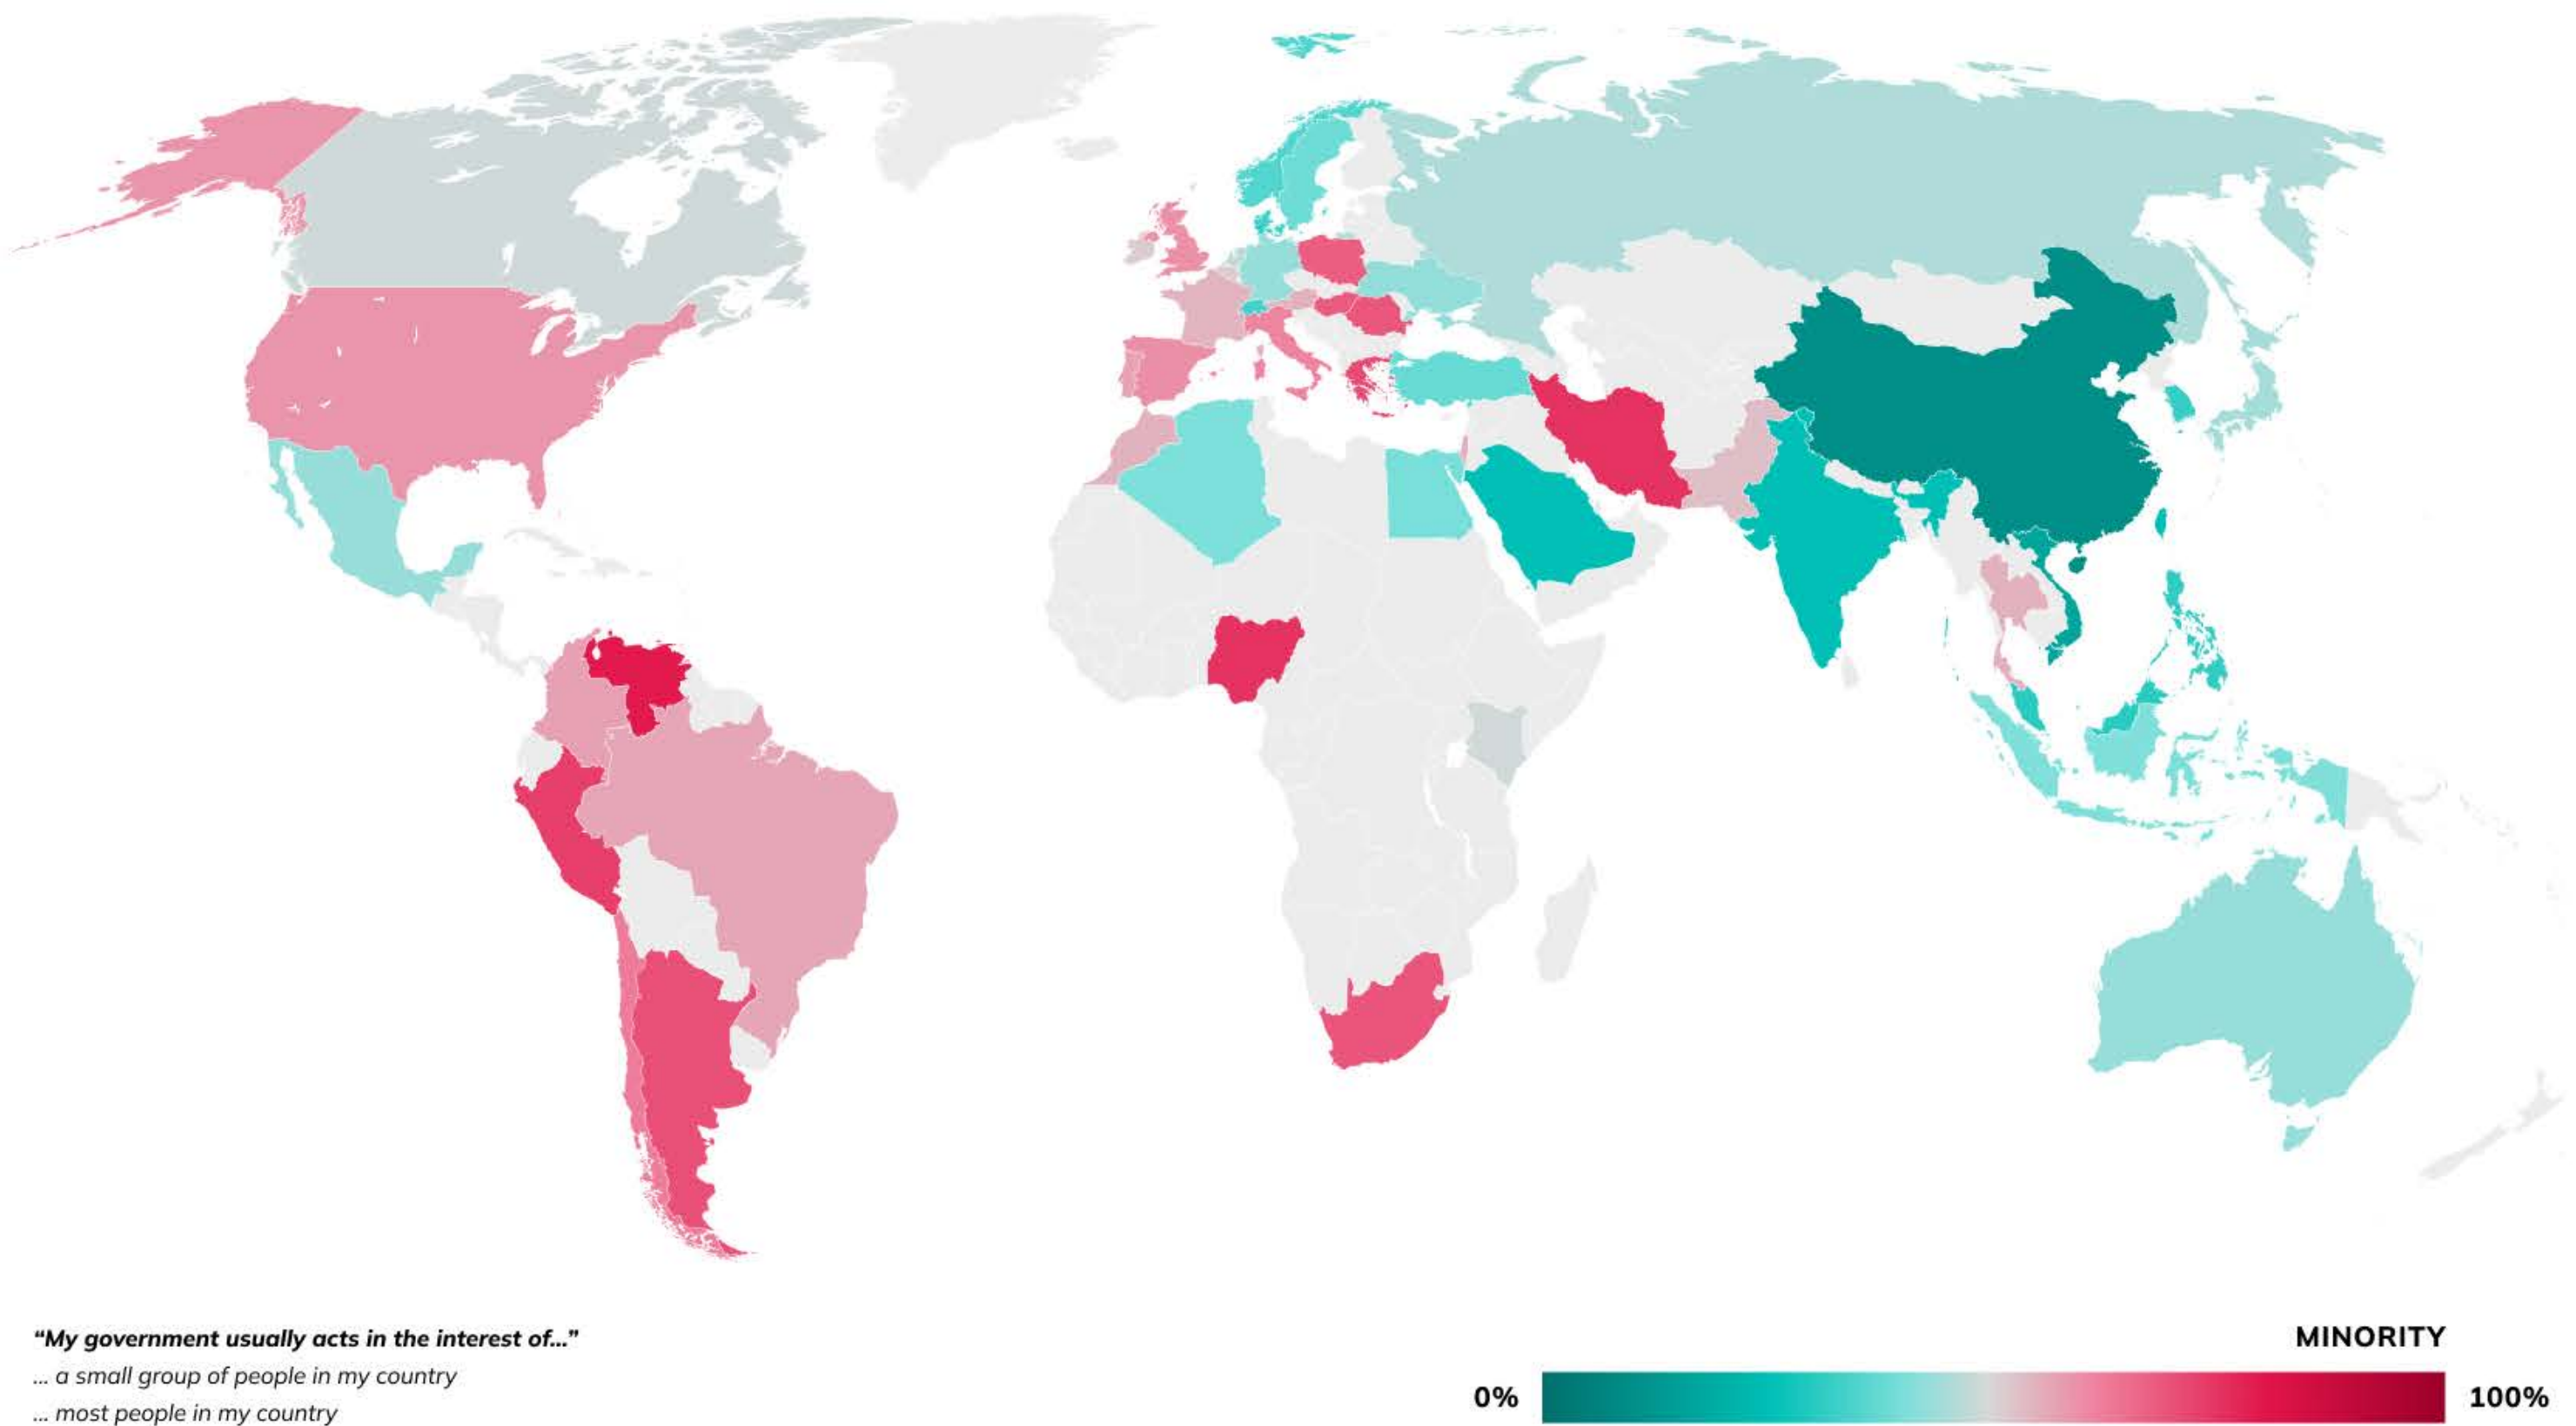 “My government usually acts in the interest of...”
... a small group of people in my country
... most people in my country
MINORITY
0%
100%